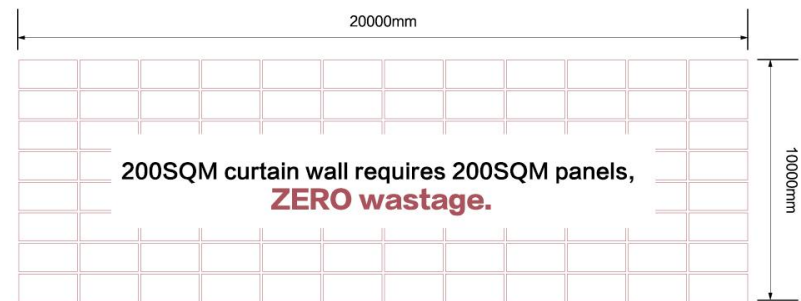 20000mm
200SQM curtain wall requires 200SQM panels,
ZERO wastage.
10000mm